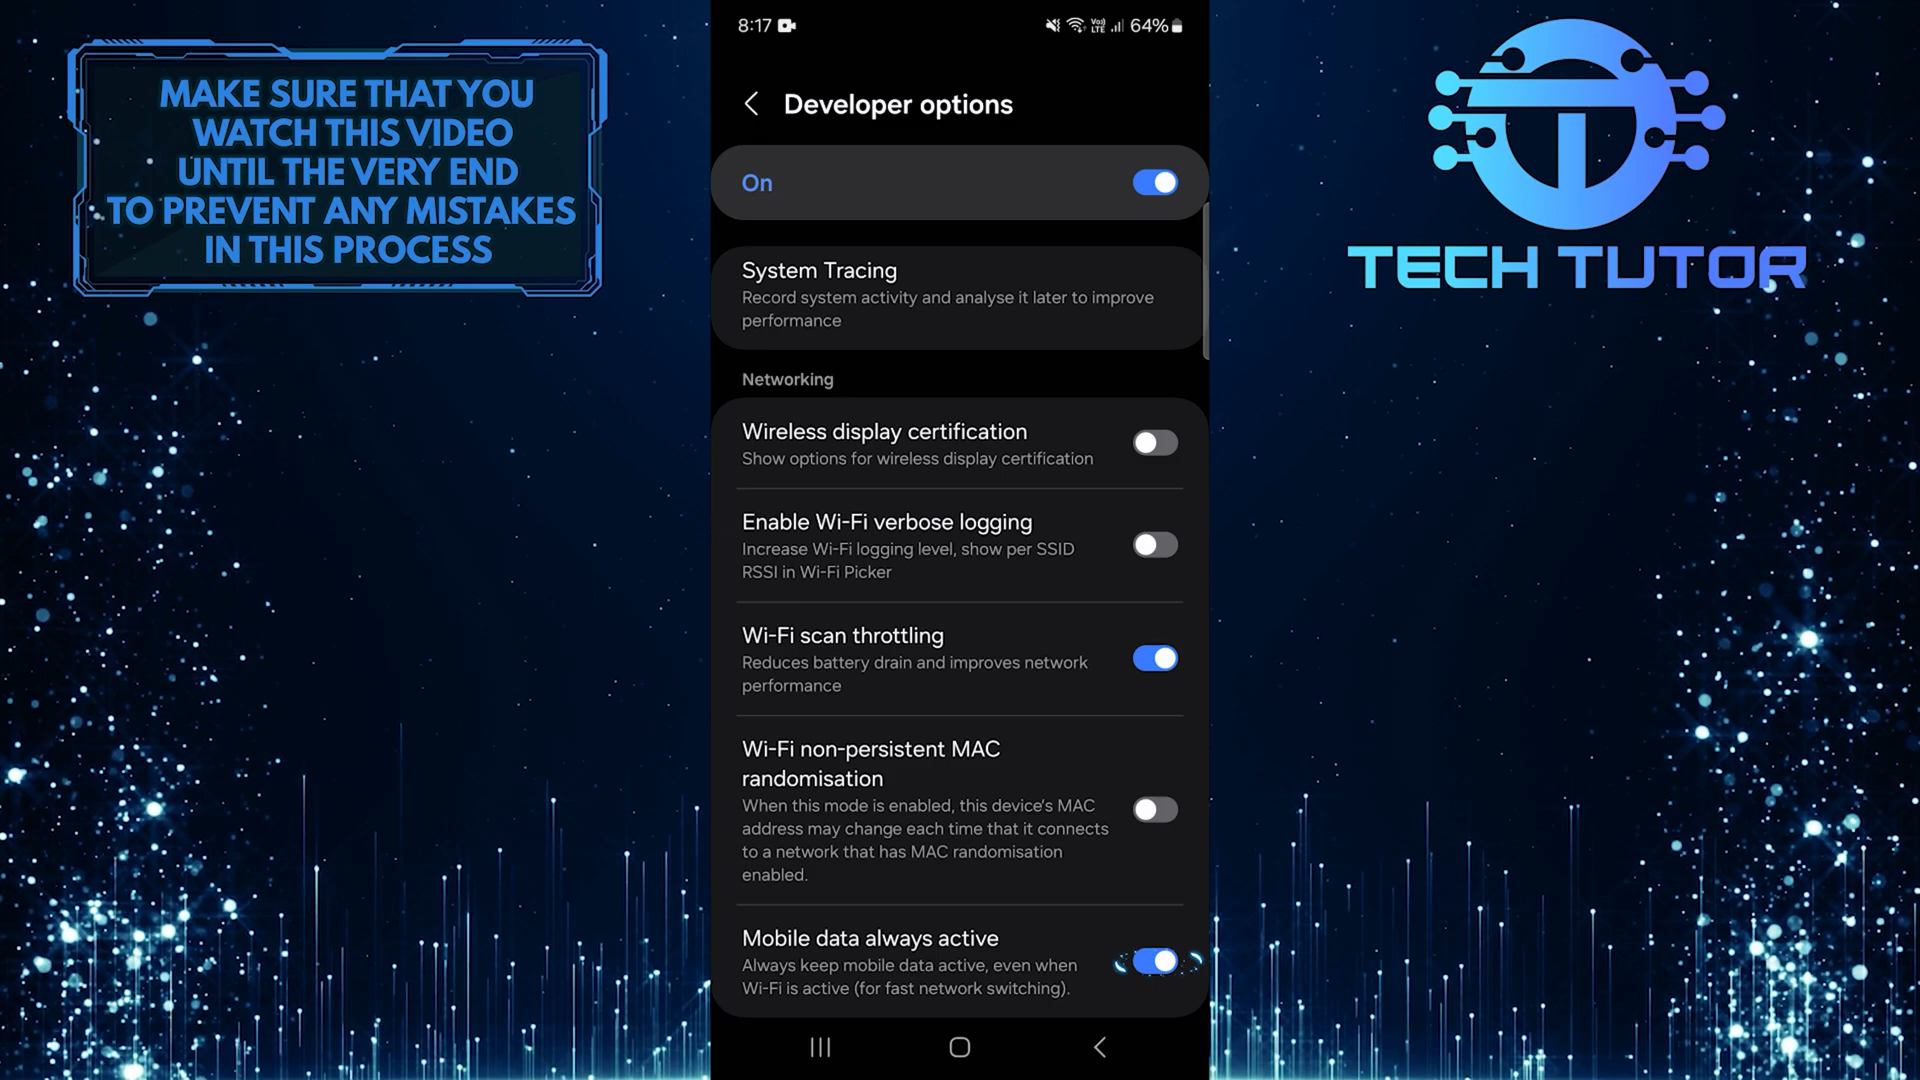 MAKE SURE THAT YOU
WATCH THIS VIDEO
UNTIL THE VERY END
TO PREVENT ANY MISTAKES
IN THIS PROCESS
8:17
Vo))
LTE
64%
Developer options
On
System Tracing
Record system activity and analyse it later to improve
performance
Networking
Wireless display certification
Show options for wireless display certification
Enable Wi-Fi verbose logging
Increase Wi-Fi logging level, show per SSID
RSSI in Wi-Fi Picker
Wi-Fi scan throttling
Reduces battery drain and improves network
performance
Wi-Fi non-persistent MAC
randomisation
When this mode is enabled, this device's MAC
address may change each time that it connects
to a network that has MAC randomisation
enabled.
Mobile data always active
Always keep mobile data active, even when
Wi-Fi is active (for fast network switching).
TECH TUTOR